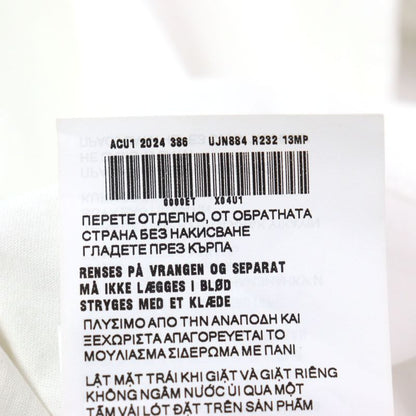 ACU1 2024 386 UJN884 R232 13MP
0000E1 X04U1
ПЕРЕТЕ ОТДЕЛНО, ОТ ОБРАТНАТА
СТРАНА БЕЗ НАКИСВАНЕ
ГЛАДЕТЕ ПРЕЗ КЪРПА
RENSES PÅ VRANGEN OG SEPARAT
MÅ IKKE LÆGGES I BLØD
STRYGES MED ET KLÆDE
ΠΛΥΣΙΜΟ ΑΠΟ ΤΗΝ ΑΝΑΠΟΔΗ ΚΑΙ
ΞΕΧΩΡΙΣΤΑ ΑΠΑΓΟΡΕΥΕΤΑΙ ΤΟ
ΜΟΥΛΙΑΣΜΑ ΣΙΔΕΡΩΜΑ ΜΕ ΠΑΝΙ
LẬT MẶT TRÁI KHI GIẶT VÀ GIẶT RIÊNG
KHÔNG NGÂM NƯỚC ỦI QUA MỘT
TẤM VẢI LÓT ĐẶT TRÊN SẢN PHẨM